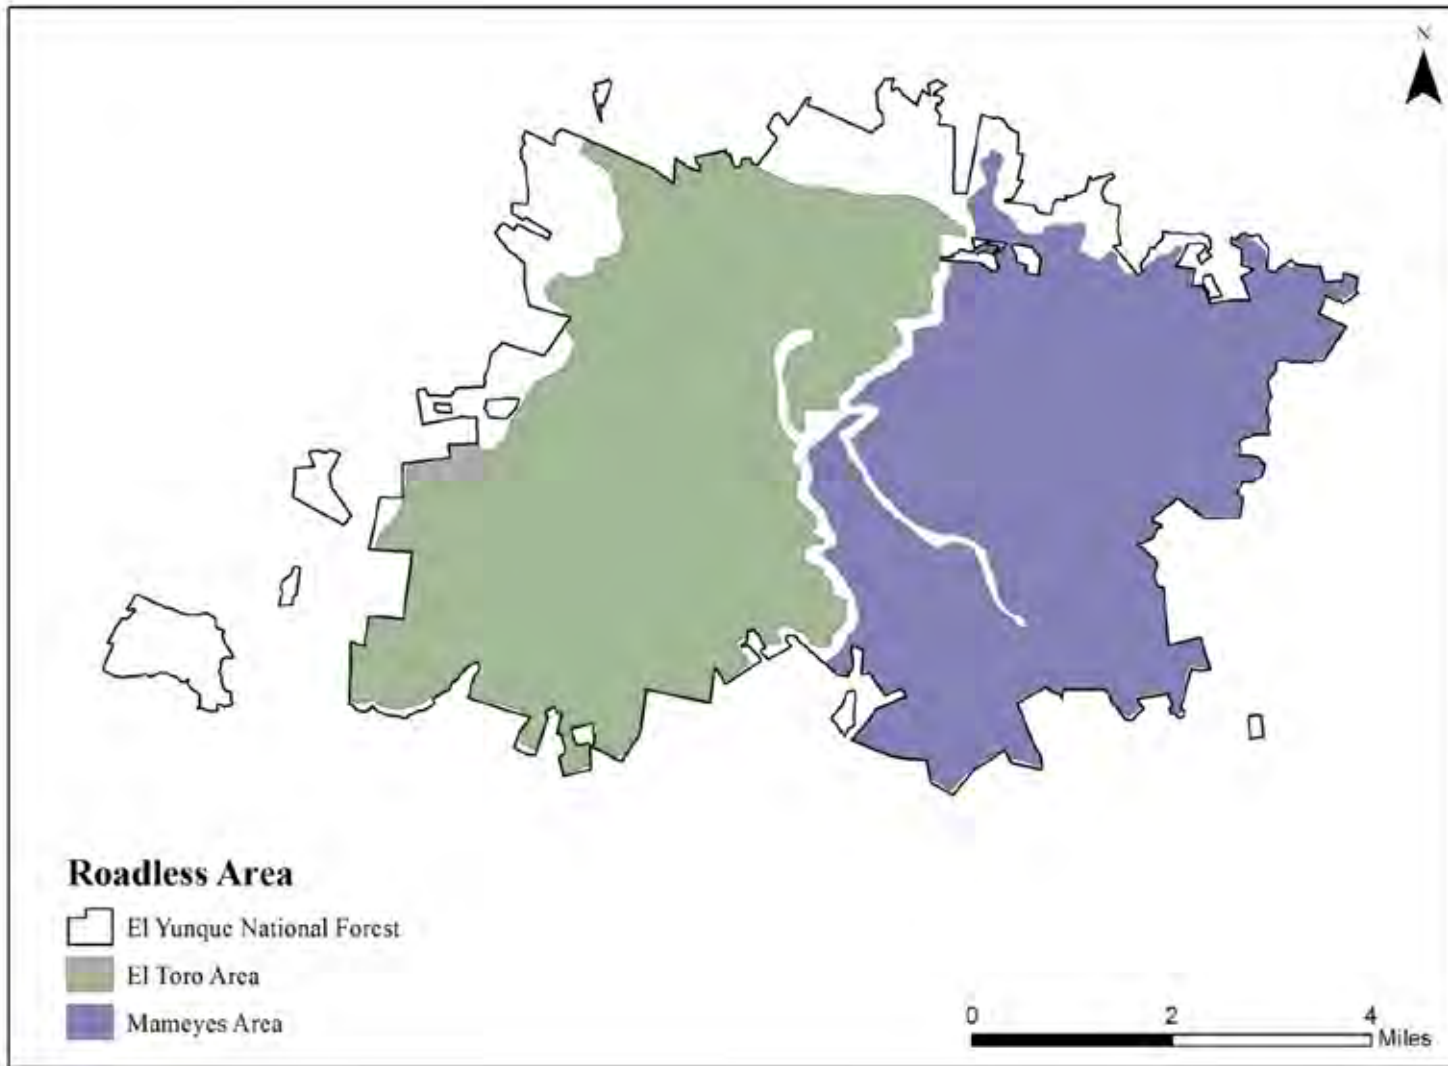 N
Roadless Area
El Yunque National Forest
El Toro Area
Mameyes Area
0 2 4
Miles